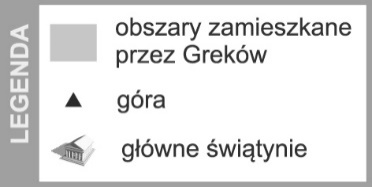 LEGENDA
obszary zamieszkane
przez Greków
góra
główne świątynie